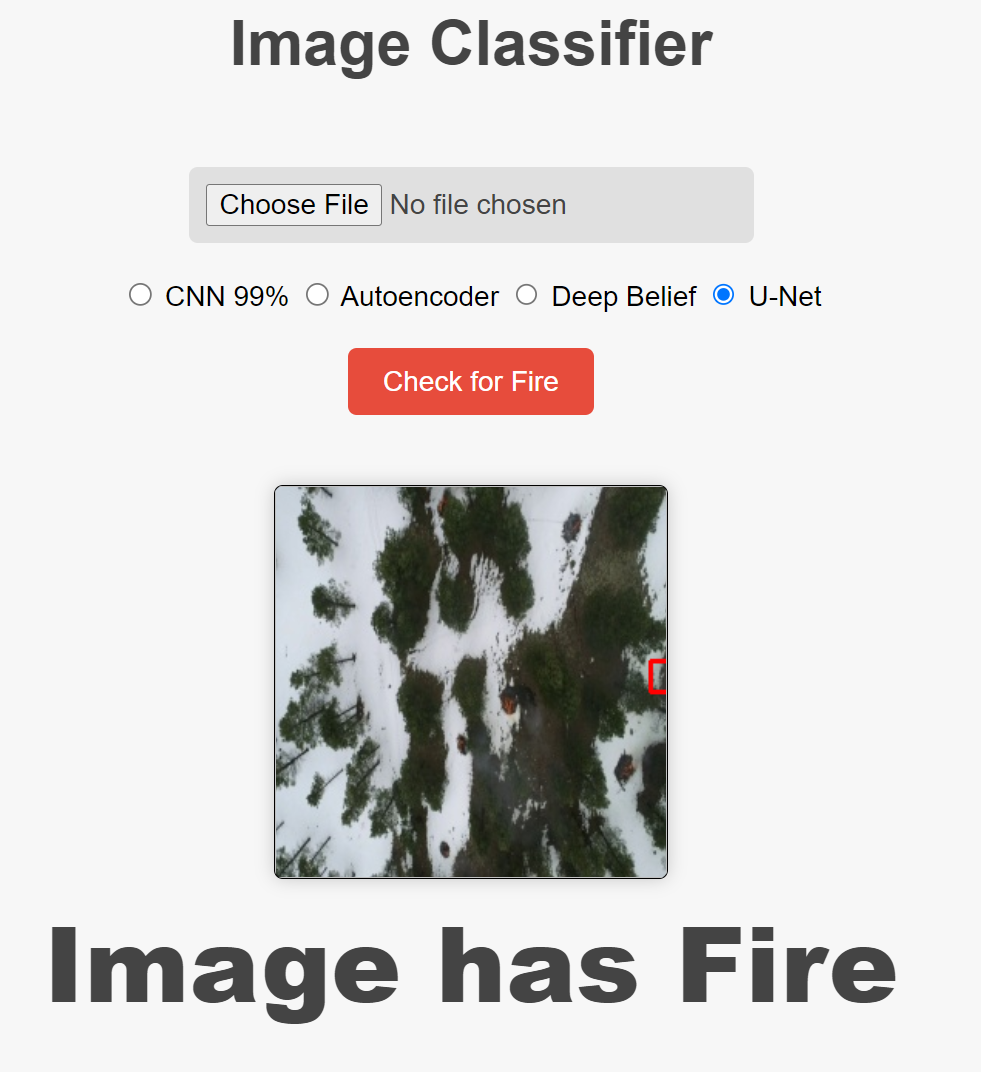 Image Classifier
Choose File No file chosen
CNN 99% Autoencoder Deep Belief U-Net
Check for Fire
Image has Fire